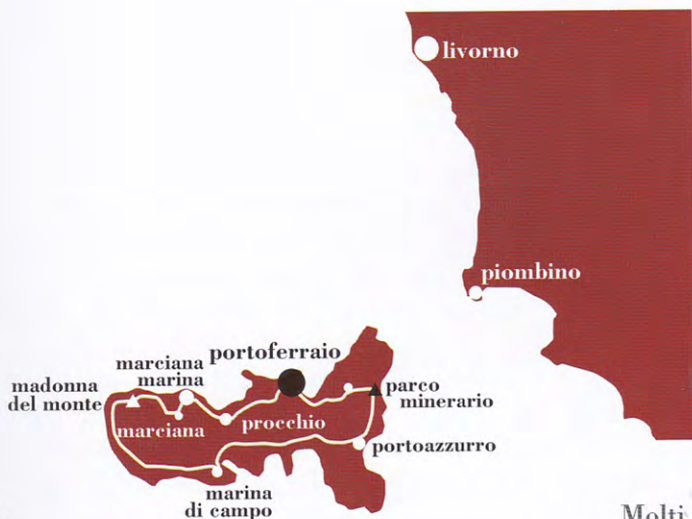 livorno
piombino
portoferraio
marciana
marina
madonna
del monte
parco
minerario
marciana
procchio
portoazzurro
marina
di campo
Molti